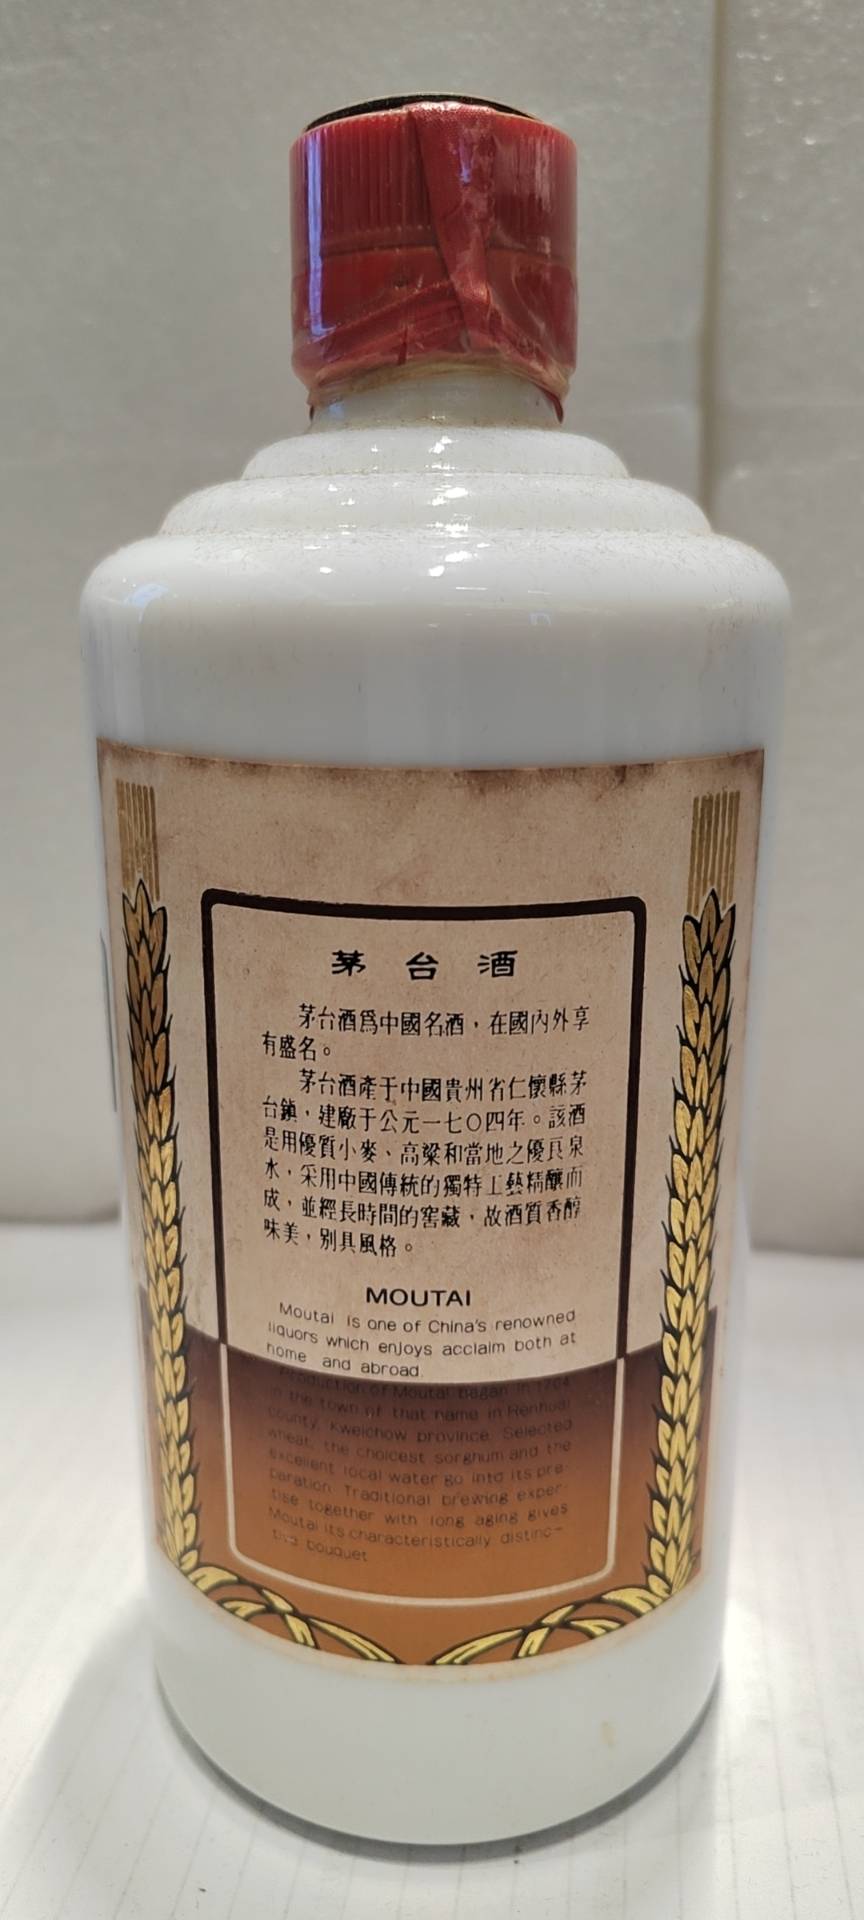 茅台酒
茅台酒爲中國名酒，在國內外享
有盛名。
茅台酒產于中國貴州省仁懷縣茅
台鎮，建廠于公元一七〇四年。該酒
是用優質小麥、高粱和當地之優良泉
水，采用中國傳統的獨特工藝精釀而
成，並經長時間的窖藏，故酒質香醇
味美，別具風格。
MOUTAI
Moutai is one of China's renowned
liquors which enjoys acclaim both at
home and abroad.
Production of Moutai began in 1704
in the town of that name in Renhuai
County, Kweichow province. Selected
wheat, the choicest sorghum and the
excellent local water go into its pre-
paration. Traditional brewing exper-
tise together with long aging gives
Moutai its characteristically distinc-
tive bouquet